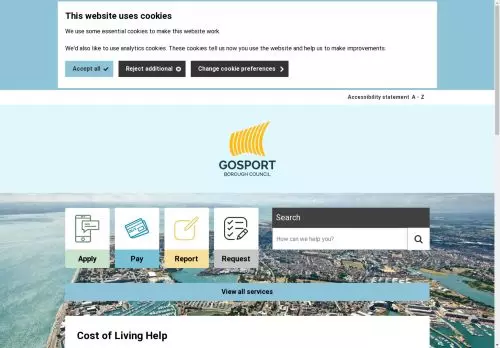 This website uses cookies
We use some essential cookies to make this website work.
We'd also like to use analytics cookies. These cookies tell us now you use the website and help us to make improvements.
Accept all
Reject additional
Change cookie preferences
Accessibility statement A - Z
GOSPORT
BOROUGH COUNCIL
Apply
Pay
Report
Request
Search
How can we help you?
View all services
Cost of Living Help